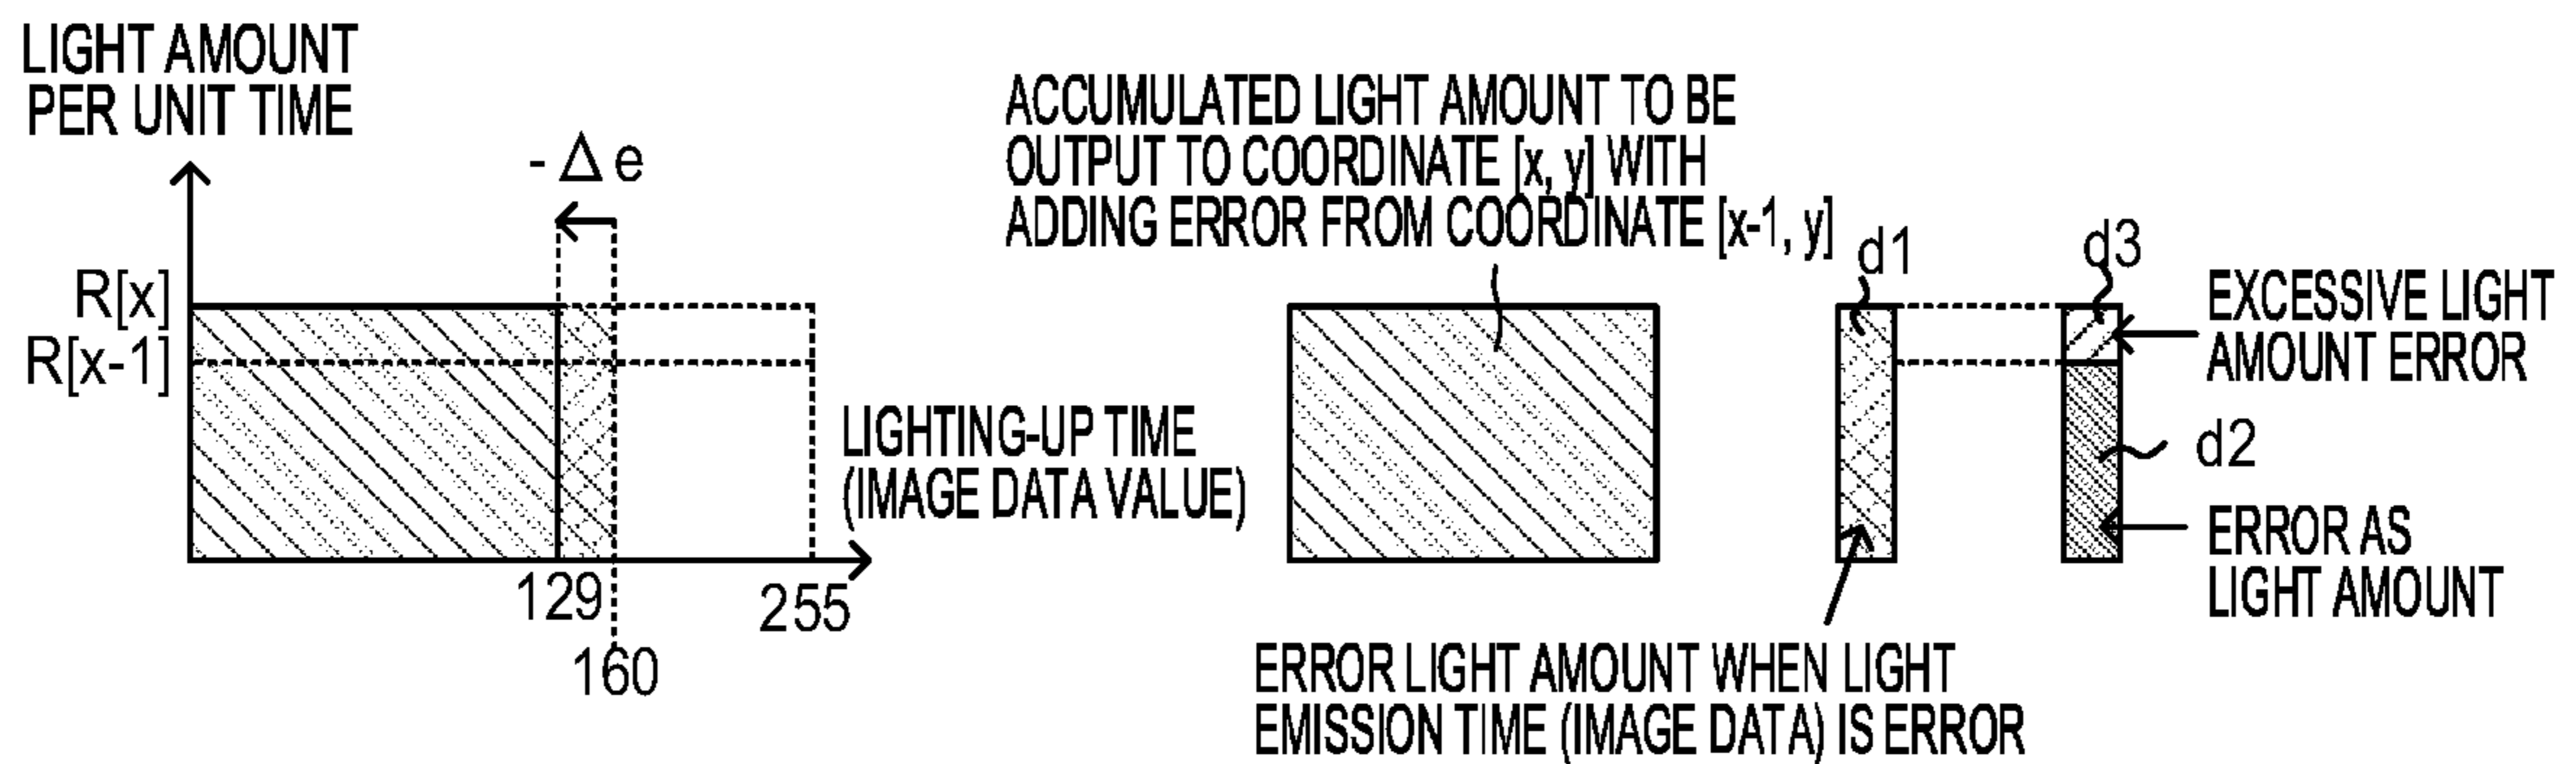 LIGHT AMOUNT
PER UNIT TIME
-Δe
R[x]
R[x-1]
129
160
255
LIGHTING-UP TIME
(IMAGE DATA VALUE)
ACCUMULATED LIGHT AMOUNT TO BE
OUTPUT TO COORDINATE [x, y] WITH
ADDING ERROR FROM COORDINATE [x-1, y]
d1
d3
EXCESSIVE LIGHT
AMOUNT ERROR
d2
ERROR AS
LIGHT AMOUNT
ERROR LIGHT AMOUNT WHEN LIGHT
EMISSION TIME (IMAGE DATA) IS ERROR